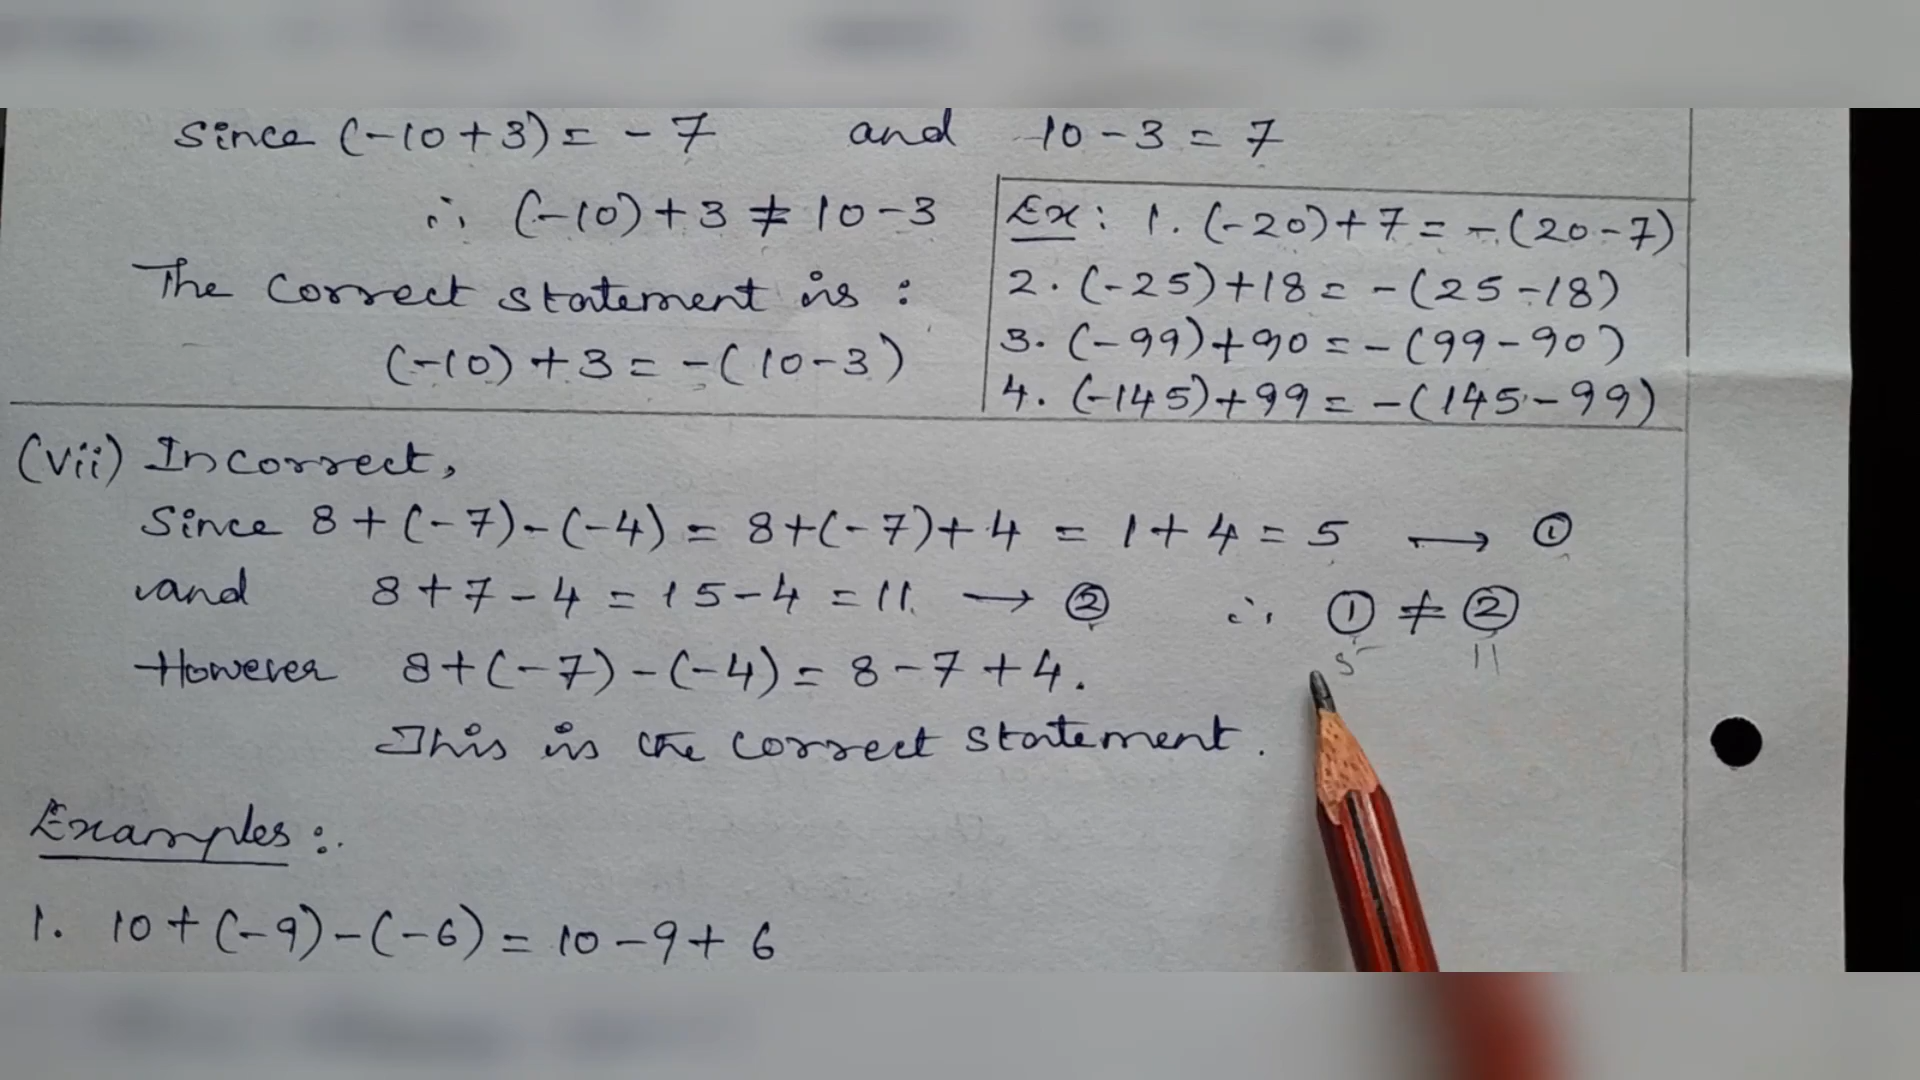 Since (-10+3) = -7 and 10-3 = 7
∴ (-10)+3 ≠ 10-3
The correct statement is :
(-10)+3 = -(10-3)
Ex: 1. (-20)+7 = -(20-7)
2. (-25)+18 = -(25-18)
3. (-99)+90 = -(99-90)
4. (-145)+99 = -(145-99)
(vii) Incorrect,
Since 8+(-7)-(-4) = 8+(-7)+4 = 1+4 = 5 → ①
and 8+7-4 = 15-4 = 11 → ② ∴ ① ≠ ②
5 11
However 8+(-7)-(-4) = 8-7+4.
This is the correct statement.
Examples:
1. 10+(-9)-(-6) = 10-9+6